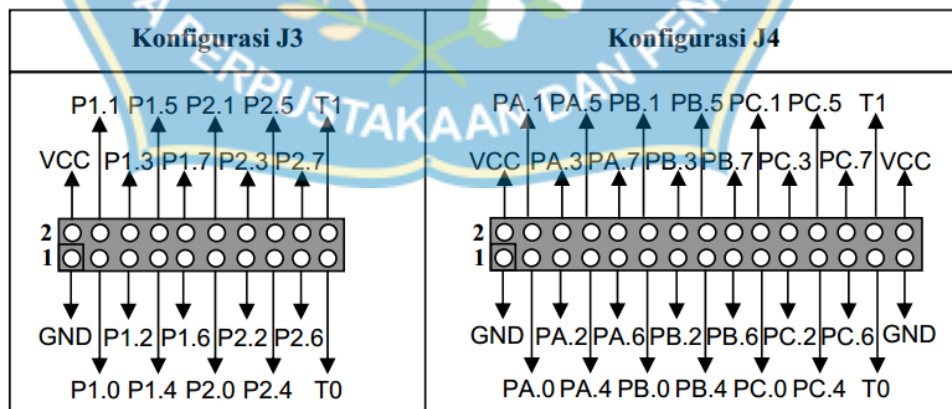 Konfigurasi J3
Konfigurasi J4
P1.1 P1.5 P2.1 P2.5 T1
VCC P1.3 P1.7 P2.3 P2.7
2
1
GND P1.2 P1.6 P2.2 P2.6
P1.0 P1.4 P2.0 P2.4 T0
PA.1 PA.5 PB.1 PB.5 PC.1 PC.5 T1
VCC PA.3 PA.7 PB.3 PB.7 PC.3 PC.7 VCC
2
1
GND PA.2 PA.6 PB.2 PB.6 PC.2 PC.6 GND
PA.0 PA.4 PB.0 PB.4 PC.0 PC.4 T0
PERPUSTAKAAN DAN